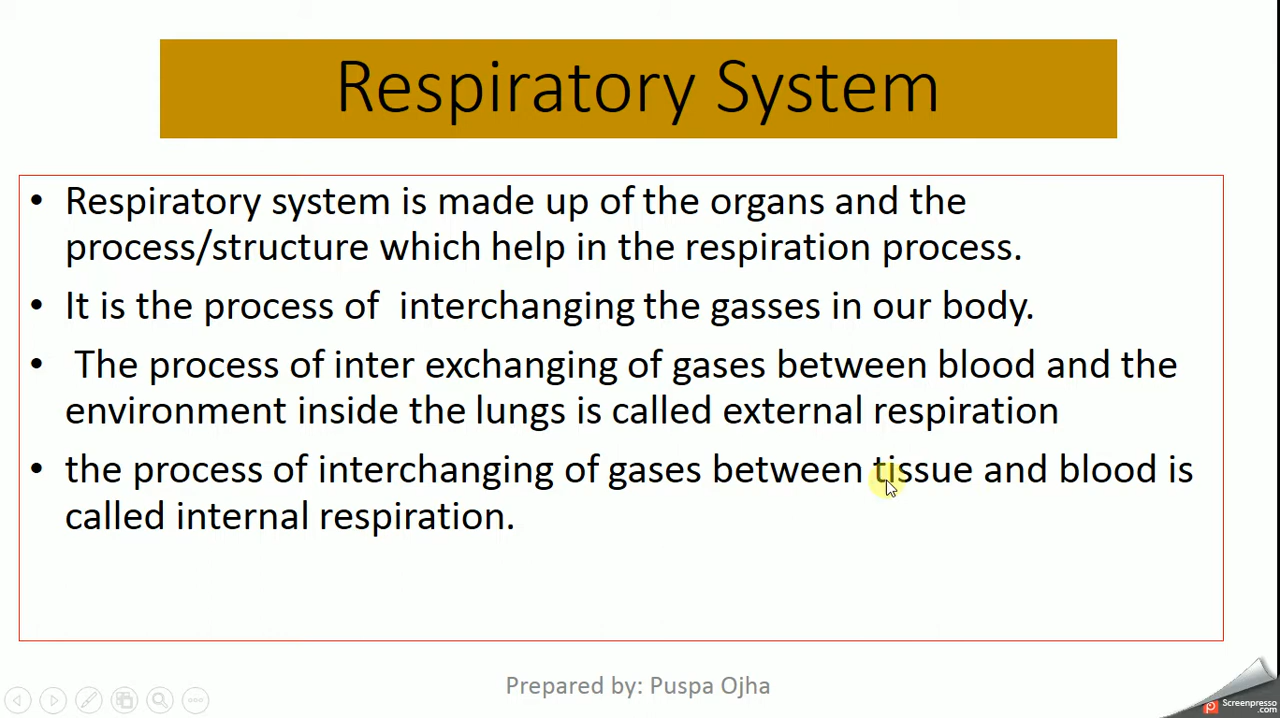 Respiratory System
• Respiratory system is made up of the organs and the
process/structure which help in the respiration process.
• It is the process of  interchanging the gasses in our body.
•  The process of inter exchanging of gases between blood and the
environment inside the lungs is called external respiration
• the process of interchanging of gases between tissue and blood is
called internal respiration.
Prepared by: Puspa Ojha
Screenpresso
.com